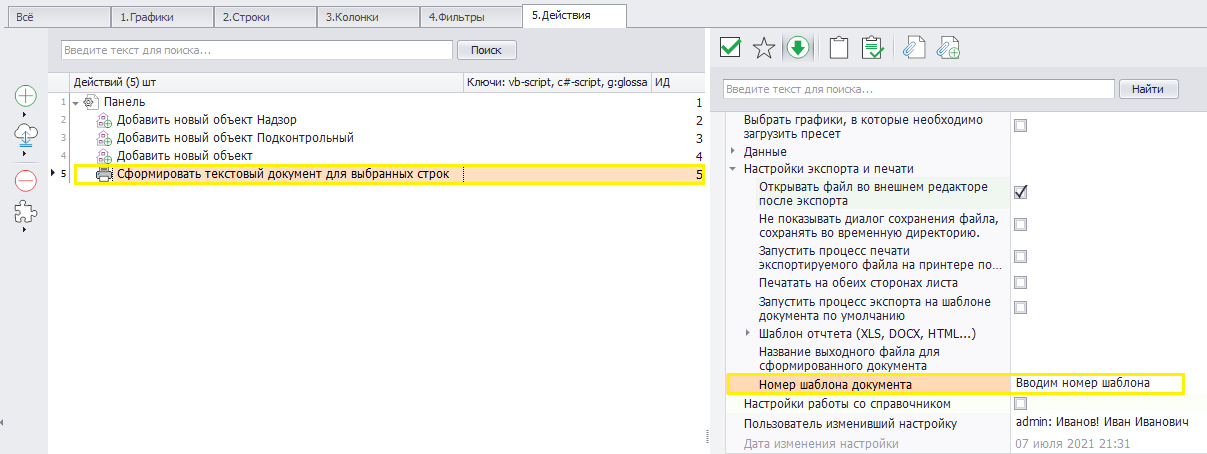 Всё
1.Графики
2.Строки
3.Колонки
4.Фильтры
5.Действия
Введите текст для поиска...
Поиск
Действий (5) шт
Ключи: vb-script, c#-script, g:glossa
ИД
1 Панель 1
2 Добавить новый объект Надзор 2
3 Добавить новый объект Подконтрольный 3
4 Добавить новый объект 4
5 Сформировать текстовый документ для выбранных строк 5
Введите текст для поиска...
Найти
Выбрать графики, в которые необходимо
загрузить пресет
Данные
Настройки экспорта и печати
Открывать файл во внешнем редакторе
после экспорта
Не показывать диалог сохранения файла,
сохранять во временную директорию.
Запустить процесс печати
экспортируемого файла на принтере по...
Печатать на обеих сторонах листа
Запустить процесс экспорта на шаблоне
документа по умолчанию
Шаблон отчтета (XLS, DOCX, HTML...)
Название выходного файла для
сформированного документа
Номер шаблона документа Вводим номер шаблона
Настройки работы со справочником
Пользователь изменивший настройку admin: Иванов! Иван Иванович
Дата изменения настройки 07 июля 2021 21:31